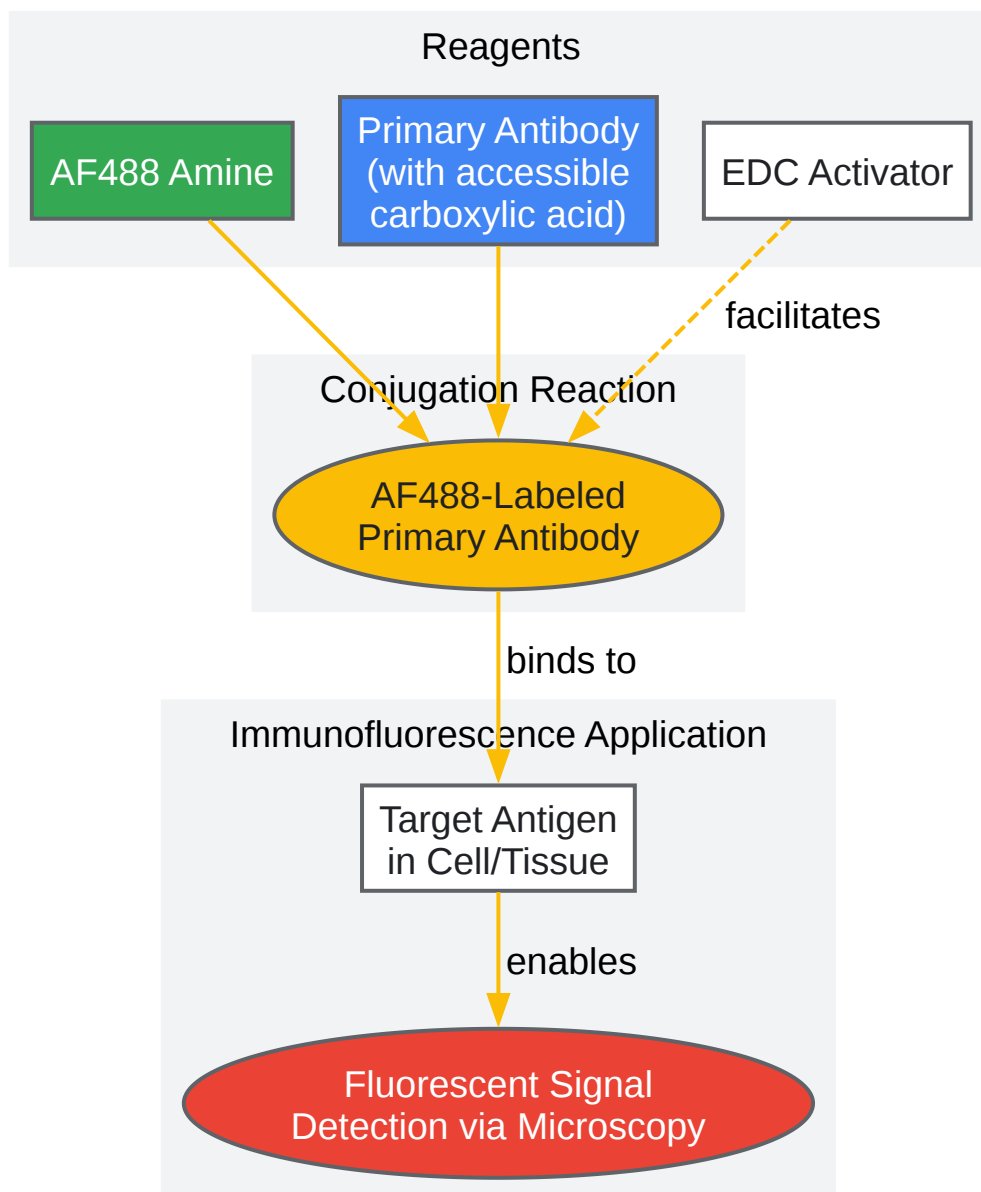 Reagents
AF488 Amine
Primary Antibody
(with accessible
carboxylic acid)
EDC Activator
facilitates
Conjugation Reaction
AF488-Labeled
Primary Antibody
binds to
Immunofluorescence Application
Target Antigen
in Cell/Tissue
enables
Fluorescent Signal
Detection via Microscopy